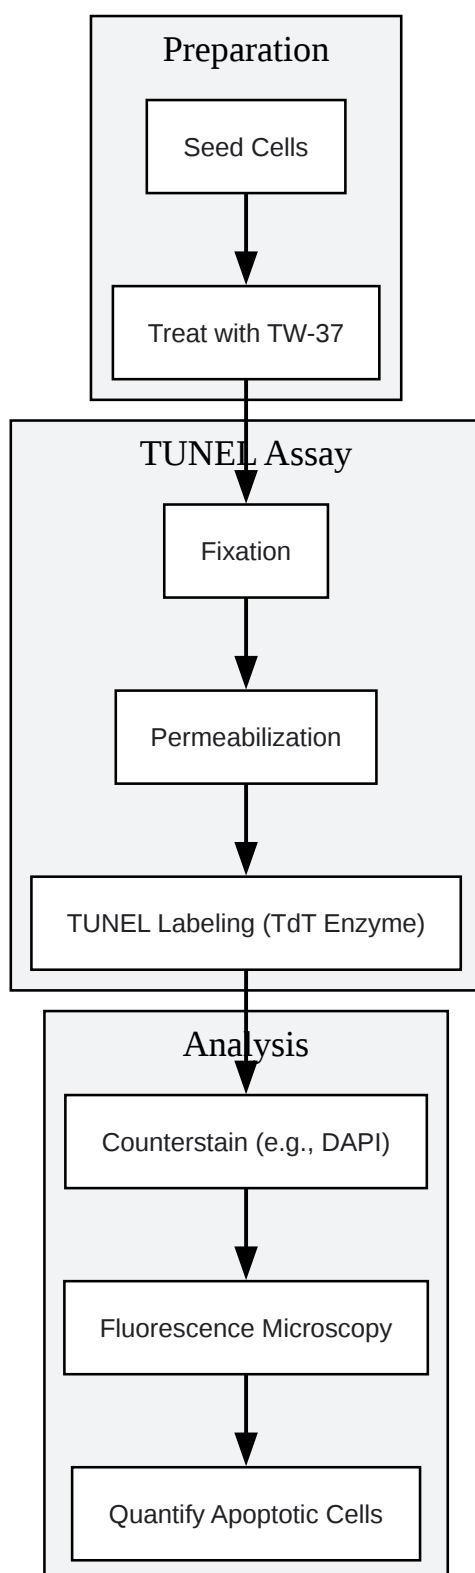 Preparation
Seed Cells
Treat with TW-37
TUNEL Assay
Fixation
Permeabilization
TUNEL Labeling (TdT Enzyme)
Analysis
Counterstain (e.g., DAPI)
Fluorescence Microscopy
Quantify Apoptotic Cells